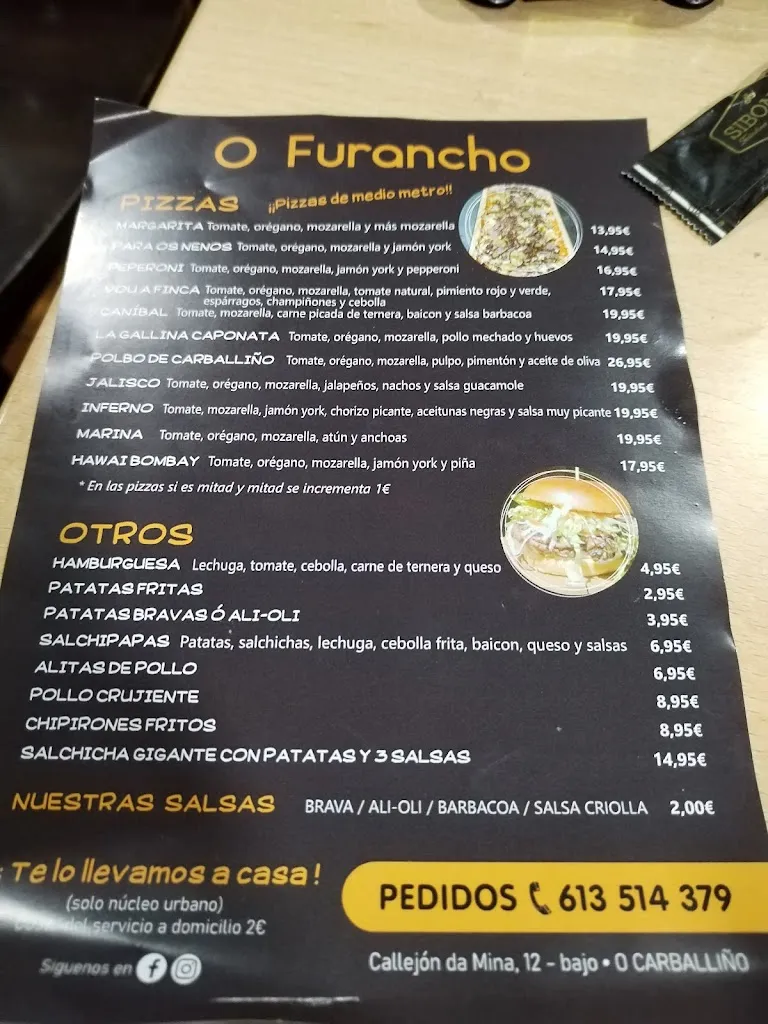 O Furancho
PIZZAS ¡¡Pizzas de medio metro!!
MARGARITA Tomate, orégano, mozarella y más mozarella 13,95€
PARA OS NENOS Tomate, orégano, mozarella y jamón york 14,95€
PEPERONI Tomate, orégano, mozarella, jamón york y pepperoni 16,95€
VOU A FINCA Tomate, orégano, mozarella, tomate natural, pimiento rojo y verde, 17,95€
espárragos, champiñones y cebolla
CANÍBAL Tomate, mozarella, carne picada de ternera, baicon y salsa barbacoa 19,95€
LA GALLINA CAPONATA Tomate, orégano, mozarella, pollo mechado y huevos 19,95€
POLBO DE CARBALLIÑO Tomate, orégano, mozarella, pulpo, pimentón y aceite de oliva 26,95€
JALISCO Tomate, orégano, mozarella, jalapeños, nachos y salsa guacamole 19,95€
INFERNO Tomate, mozarella, jamón york, chorizo picante, aceitunas negras y salsa muy picante 19,95€
MARINA Tomate, orégano, mozarella, atún y anchoas 19,95€
HAWAI BOMBAY Tomate, orégano, mozarella, jamón york y piña 17,95€
* En las pizzas si es mitad y mitad se incrementa 1€
OTROS
HAMBURGUESA Lechuga, tomate, cebolla, carne de ternera y queso 4,95€
PATATAS FRITAS 2,95€
PATATAS BRAVAS Ó ALI-OLI 3,95€
SALCHIPAPAS Patatas, salchichas, lechuga, cebolla frita, baicon, queso y salsas 6,95€
ALITAS DE POLLO 6,95€
POLLO CRUJIENTE 8,95€
CHIPIRONES FRITOS 8,95€
SALCHICHA GIGANTE CON PATATAS Y 3 SALSAS 14,95€
NUESTRAS SALSAS BRAVA / ALI-OLI / BARBACOA / SALSA CRIOLLA 2,00€
¡ Te lo llevamos a casa !
(solo núcleo urbano)
del servicio a domicilio 2€
Síguenos en
PEDIDOS 613 514 379
Callejón da Mina, 12 - bajo • O CARBALLIÑO